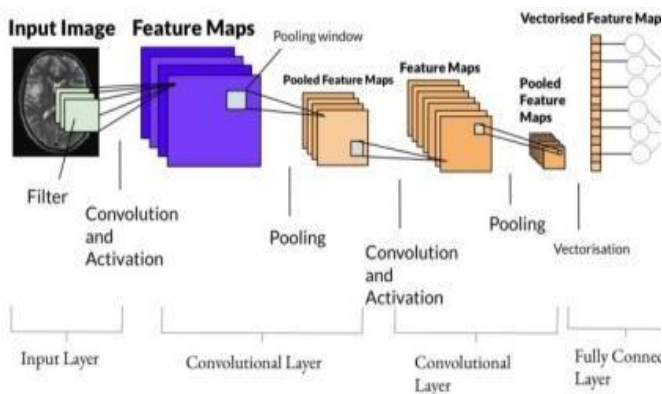 Input Image
Feature Maps
Vectorised Feature Map
Pooling window
Pooled Feature Maps
Feature Maps
Pooled
Feature
Maps
Filter
Convolution
and
Activation
Pooling
Convolution
and
Activation
Pooling
Vectorisation
Input Layer
Convolutional Layer
Convolutional
Layer
Fully Connec
Layer